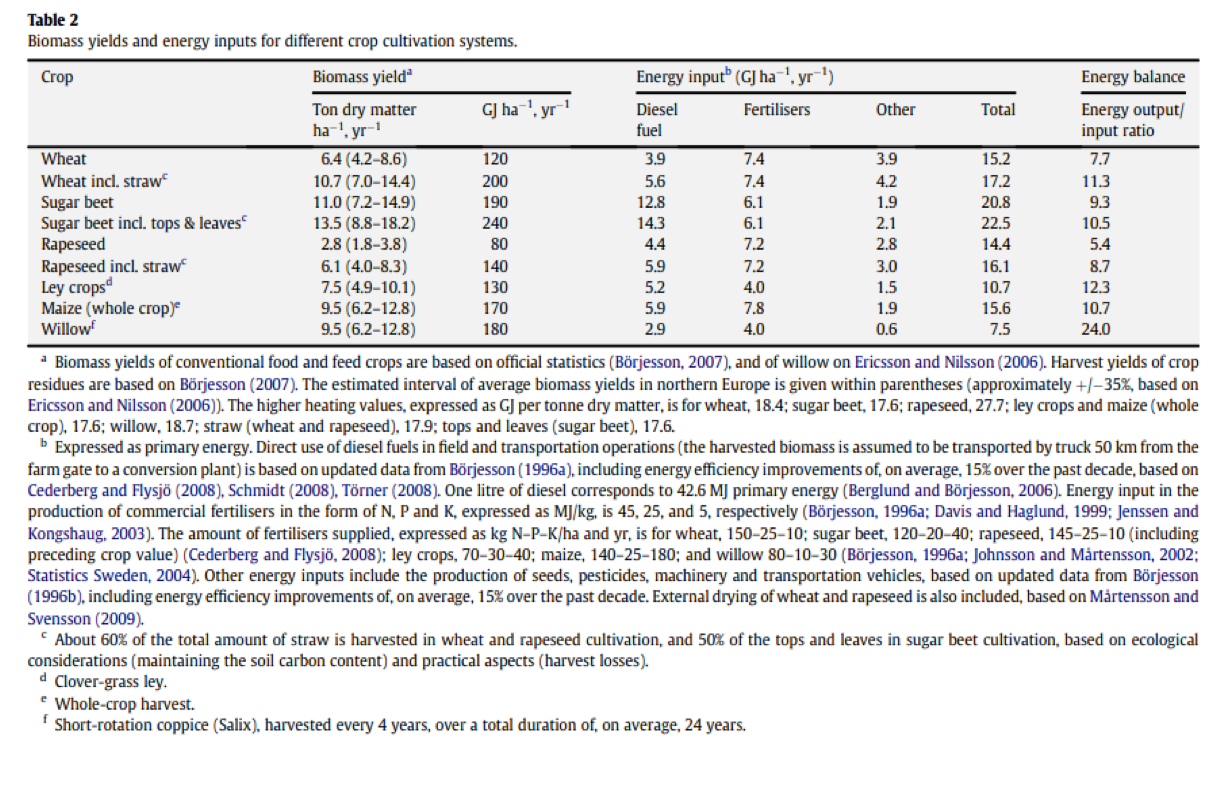 Table 2
Biomass yields and energy inputs for different crop cultivation systems.
Crop Biomass yieldᵃ Energy inputᵇ (GJ ha⁻¹, yr⁻¹) Energy balance
Ton dry matter GJ ha⁻¹, yr⁻¹ Diesel Fertilisers Other Total Energy output/
ha⁻¹, yr⁻¹ fuel input ratio
Wheat 6.4 (4.2–8.6) 120 3.9 7.4 3.9 15.2 7.7
Wheat incl. strawᶜ 10.7 (7.0–14.4) 200 5.6 7.4 4.2 17.2 11.3
Sugar beet 11.0 (7.2–14.9) 190 12.8 6.1 1.9 20.8 9.3
Sugar beet incl. tops & leavesᶜ 13.5 (8.8–18.2) 240 14.3 6.1 2.1 22.5 10.5
Rapeseed 2.8 (1.8–3.8) 80 4.4 7.2 2.8 14.4 5.4
Rapeseed incl. strawᶜ 6.1 (4.0–8.3) 140 5.9 7.2 3.0 16.1 8.7
Ley cropsᵈ 7.5 (4.9–10.1) 130 5.2 4.0 1.5 10.7 12.3
Maize (whole crop)ᵉ 9.5 (6.2–12.8) 170 5.9 7.8 1.9 15.6 10.7
Willowᶠ 9.5 (6.2–12.8) 180 2.9 4.0 0.6 7.5 24.0
ᵃ Biomass yields of conventional food and feed crops are based on official statistics (Börjesson, 2007), and of willow on Ericsson and Nilsson (2006). Harvest yields of crop
residues are based on Börjesson (2007). The estimated interval of average biomass yields in northern Europe is given within parentheses (approximately +/−35%, based on
Ericsson and Nilsson (2006)). The higher heating values, expressed as GJ per tonne dry matter, is for wheat, 18.4; sugar beet, 17.6; rapeseed, 27.7; ley crops and maize (whole
crop), 17.6; willow, 18.7; straw (wheat and rapeseed), 17.9; tops and leaves (sugar beet), 17.6.
ᵇ Expressed as primary energy. Direct use of diesel fuels in field and transportation operations (the harvested biomass is assumed to be transported by truck 50 km from the
farm gate to a conversion plant) is based on updated data from Börjesson (1996a), including energy efficiency improvements of, on average, 15% over the past decade, based on
Cederberg and Flysjö (2008), Schmidt (2008), Törner (2008). One litre of diesel corresponds to 42.6 MJ primary energy (Berglund and Börjesson, 2006). Energy input in the
production of commercial fertilisers in the form of N, P and K, expressed as MJ/kg, is 45, 25, and 5, respectively (Börjesson, 1996a; Davis and Haglund, 1999; Jenssen and
Kongshaug, 2003). The amount of fertilisers supplied, expressed as kg N–P–K/ha and yr, is for wheat, 150–25–10; sugar beet, 120–20–40; rapeseed, 145–25–10 (including
preceding crop value) (Cederberg and Flysjö, 2008); ley crops, 70–30–40; maize, 140–25–180; and willow 80–10–30 (Börjesson, 1996a; Johnsson and Mårtensson, 2002;
Statistics Sweden, 2004). Other energy inputs include the production of seeds, pesticides, machinery and transportation vehicles, based on updated data from Börjesson
(1996b), including energy efficiency improvements of, on average, 15% over the past decade. External drying of wheat and rapeseed is also included, based on Mårtensson and
Svensson (2009).
ᶜ About 60% of the total amount of straw is harvested in wheat and rapeseed cultivation, and 50% of the tops and leaves in sugar beet cultivation, based on ecological
considerations (maintaining the soil carbon content) and practical aspects (harvest losses).
ᵈ Clover-grass ley.
ᵉ Whole-crop harvest.
ᶠ Short-rotation coppice (Salix), harvested every 4 years, over a total duration of, on average, 24 years.